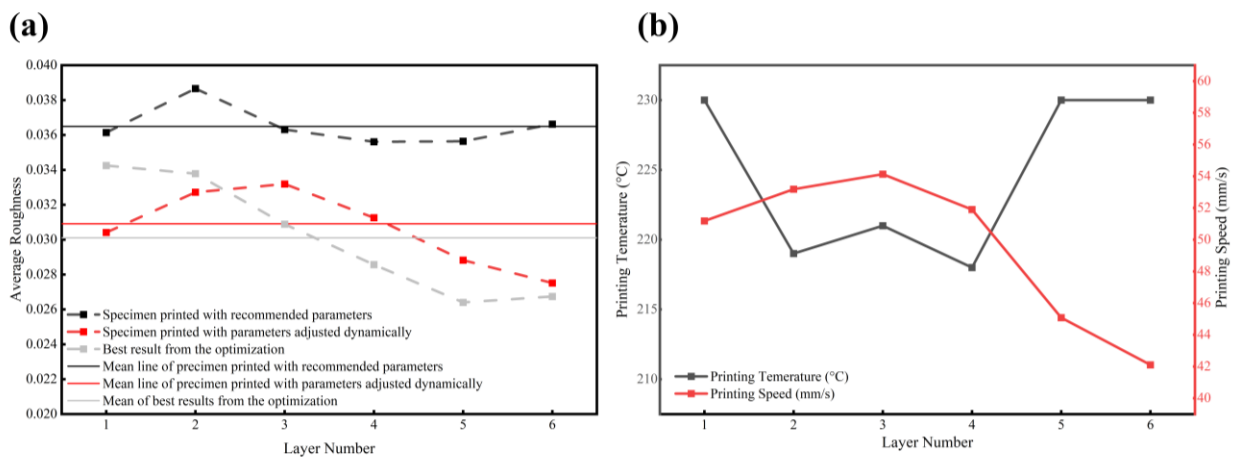 (a)
0.040
0.038
0.036
0.034
0.032
0.030
0.028
0.026
0.024
0.022
0.020
Average Roughness
1 2 3 4 5 6
Layer Number
Specimen printed with recommended parameters
Specimen printed with parameters adjusted dynamically
Best result from the optimization
Mean line of precimen printed with recommended parameters
Mean line of precimen printed with parameters adjusted dynamically
Mean of best results from the optimization
(b)
230
225
220
215
210
Printing Temerature (°C)
60
58
56
54
52
50
48
46
44
42
40
Printing Speed (mm/s)
1 2 3 4 5 6
Layer Number
Printing Temerature (°C)
Printing Speed (mm/s)